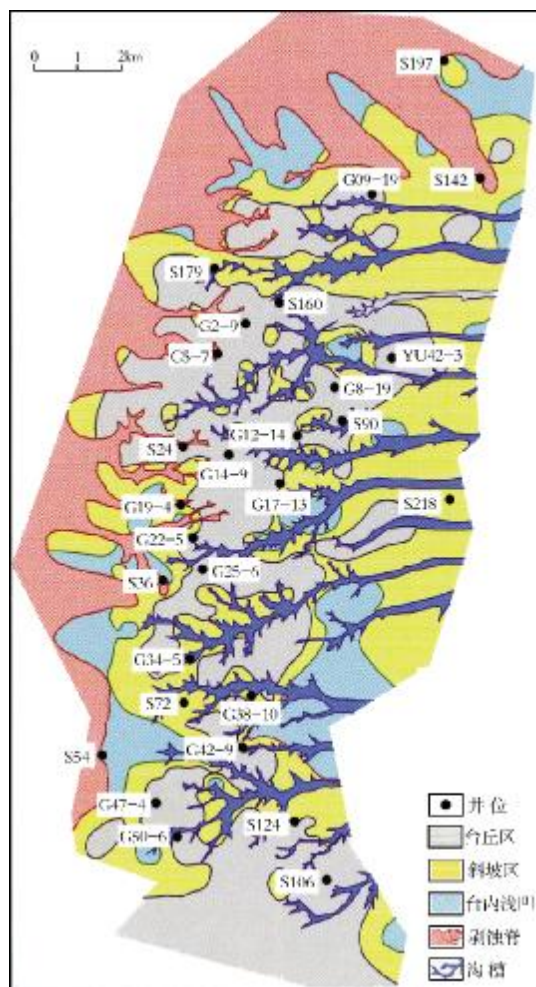 S197
0 1 2km
G09-19
S142
S179
S160
G2-9
G5-7
YU42-3
G8-19
S90
G12-14
S24
G14-9
G17-13
S218
G19-4
G22-5
G25-6
S36
G34-5
S72
G38-10
G42-9
S54
G47-4
S124
G50-6
S106
井位
台丘区
斜坡区
台内浅凹
剥蚀脊
沟槽